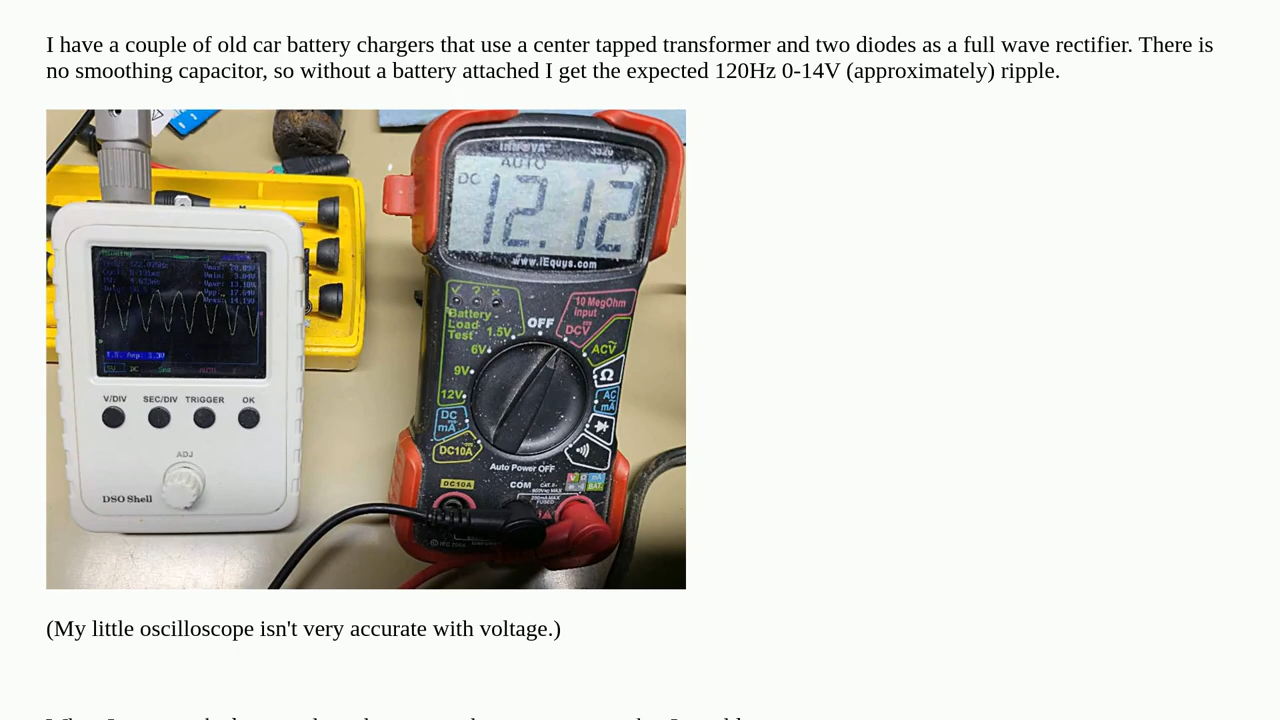 I have a couple of old car battery chargers that use a center tapped transformer and two diodes as a full wave rectifier. There is
no smoothing capacitor, so without a battery attached I get the expected 120Hz 0-14V (approximately) ripple.
INNOVA 3320
AUTO V
DC 12.12
www.iEquus.com
Battery
Load
Test
1.5V
6V
9V
12V
OFF
10 MegOhm
Input
DCV
ACV
Ω
AC
mA
DC
mA
DC10A
Auto Power OFF
DC10A
COM
V/DIV SEC/DIV TRIGGER OK
ADJ
DSO Shell
(My little oscilloscope isn't very accurate with voltage.)